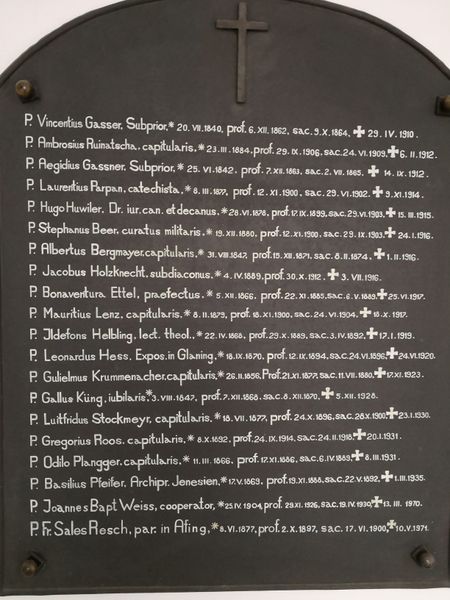 P. Vincentius Gasser, Subprior,* 20. VII. 1840, prof. 6. XII. 1862, sac. 9. X. 1864, ✠ 29. IV. 1910.
P. Ambrosius Ruinatscha, capitularis, * 23. III. 1884, prof. 29. IX. 1906, sac. 24. VI. 1909, ✠ 6. II. 1912.
P. Aegidius Gassner, Subprior,* 25. VI. 1842, prof. 7. VII. 1863, sac. 2. VII. 1865, ✠ 14. IX. 1912.
P. Laurentius Parpan, catechista,* 8. III. 1877, prof. 12. XI. 1900, sac. 29. VI. 1902, ✠ 9. XI. 1914.
P. Hugo Huwiler, Dr. iur. can. et decanus,* 28. VI. 1878, prof. 17. IX. 1899, sac. 29. VI. 1903, ✠ 15. III. 1915.
P. Stephanus Beer, curatus militaris,* 19. XII. 1880, prof. 12. XI. 1900, sac. 29. IX. 1903, ✠ 24. I. 1916.
P. Albertus Bergmayer, capitularis,* 31. VIII. 1847, prof. 15. XII. 1871, sac. 8. II. 1874, ✠ 1. II. 1916.
P. Jacobus Holzknecht, subdiaconus,* 4. IV. 1889, prof. 30. X. 1912, ✠ 3. VII. 1916.
P. Bonaventura Ettel, praefectus,* 5. XII. 1866, prof. 22. XI. 1885, sac. 6. V. 1889, ✠ 25. VI. 1917.
P. Mauritius Lenz, capitularis,* 8. II. 1879, prof. 18. XI. 1900, sac. 24. VI. 1904, ✠ 18. X. 1917.
P. Jldefons Helbling, lect. theol.,* 22. IV. 1868, prof. 29. X. 1889, sac. 3. IV. 1892, ✠ 17. I. 1919.
P. Leonardus Hess, Expos. in Glaning,* 18. IX. 1870, prof. 12. IX. 1894, sac. 24. VI. 1896, ✠ 24. VI. 1920.
P. Gulielmus Krummenacher, capitularis,* 26. II. 1856, Prof. 21. XI. 1877, sac. 11. VII. 1880, ✠ 17. XI. 1923.
P. Gallus Küng, iubilaris* 3. VIII. 1847, prof. 7. VII. 1868, sac. 8. XII. 1870, ✠ 5. XII. 1928.
P. Luitfridus Stockmeyr, capitularis,* 18. VII. 1877, prof. 24. X. 1896, sac. 28. X. 1900, ✠ 23. I. 1930.
P. Gregorius Roos, capitularis,* 8. X. 1892, prof. 24. IX. 1914, sac. 24. II. 1918, ✠ 20. I. 1931.
P. Odilo Plangger, capitularis,* 11. III. 1866, prof. 17. XI. 1886, sac. 6. IV. 1889, ✠ 8. III. 1931.
P. Basilius Pfeifer, Archipr. Jenesien,* 17. V. 1863, prof. 19. XI. 1888, sac. 22. V. 1892, ✠ 1. III. 1935.
P. Joannes Bapt Weiss, cooperator,* 25. IV. 1904, prof. 29. XI. 1926, sac. 19. IV. 1930, ✠ 13. III. 1970.
P. Fr. Sales Resch, par. in Afing,* 8. VI. 1877, prof. 2. X. 1897, sac. 17. VI. 1900, ✠ 10. V. 1971.